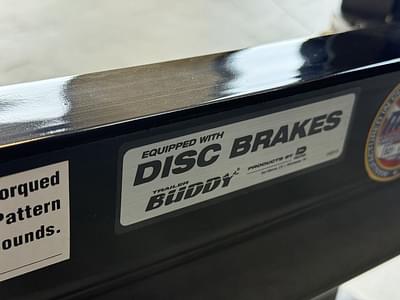 EQUIPPED WITH
DISC BRAKES
TRAILER
BUDDY
PRODUCTS BY
orqued
Pattern
ounds.